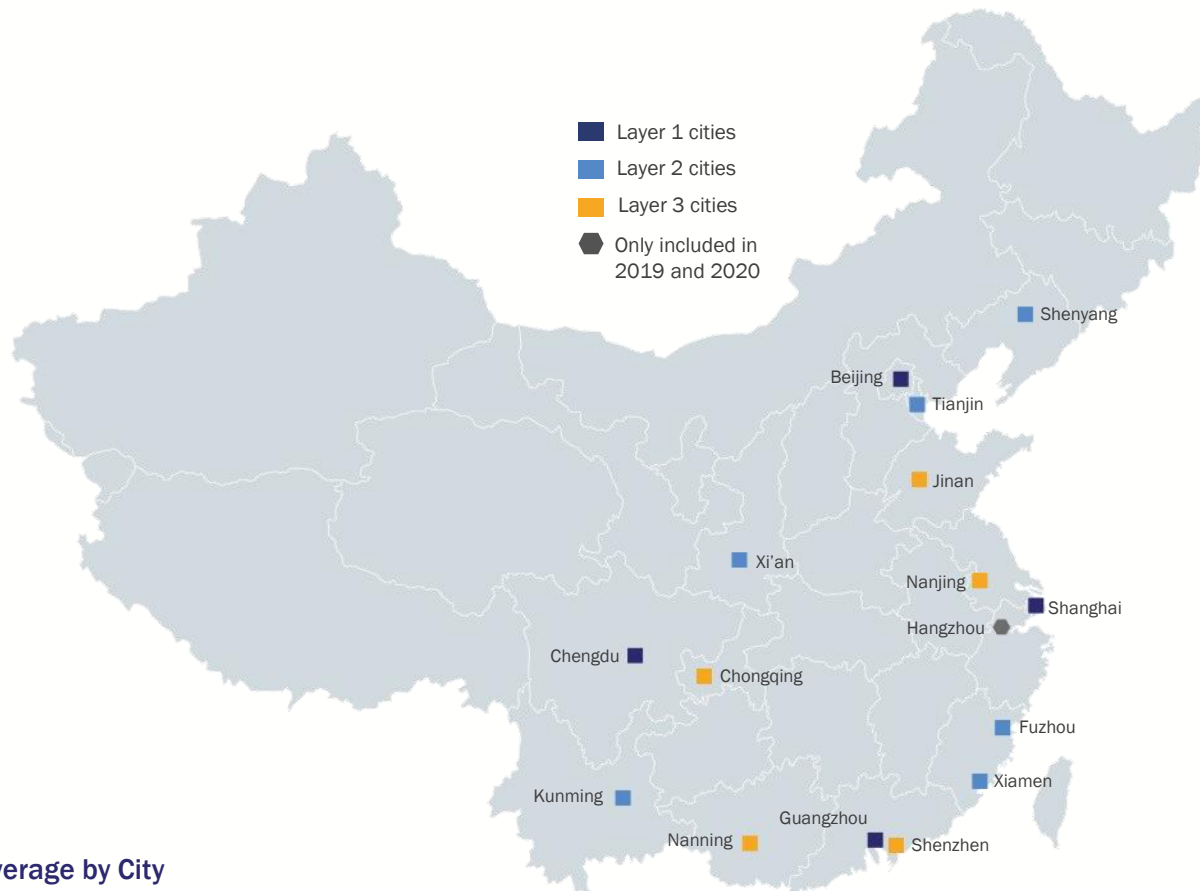 Layer 1 cities
Layer 2 cities
Layer 3 cities
Only included in
2019 and 2020
Shenyang
Beijing
Tianjin
Jinan
Xi'an
Nanjing
Shanghai
Hangzhou
Chengdu
Chongqing
Fuzhou
Xiamen
Kunming
Guangzhou
Nanning
Shenzhen
verage by City